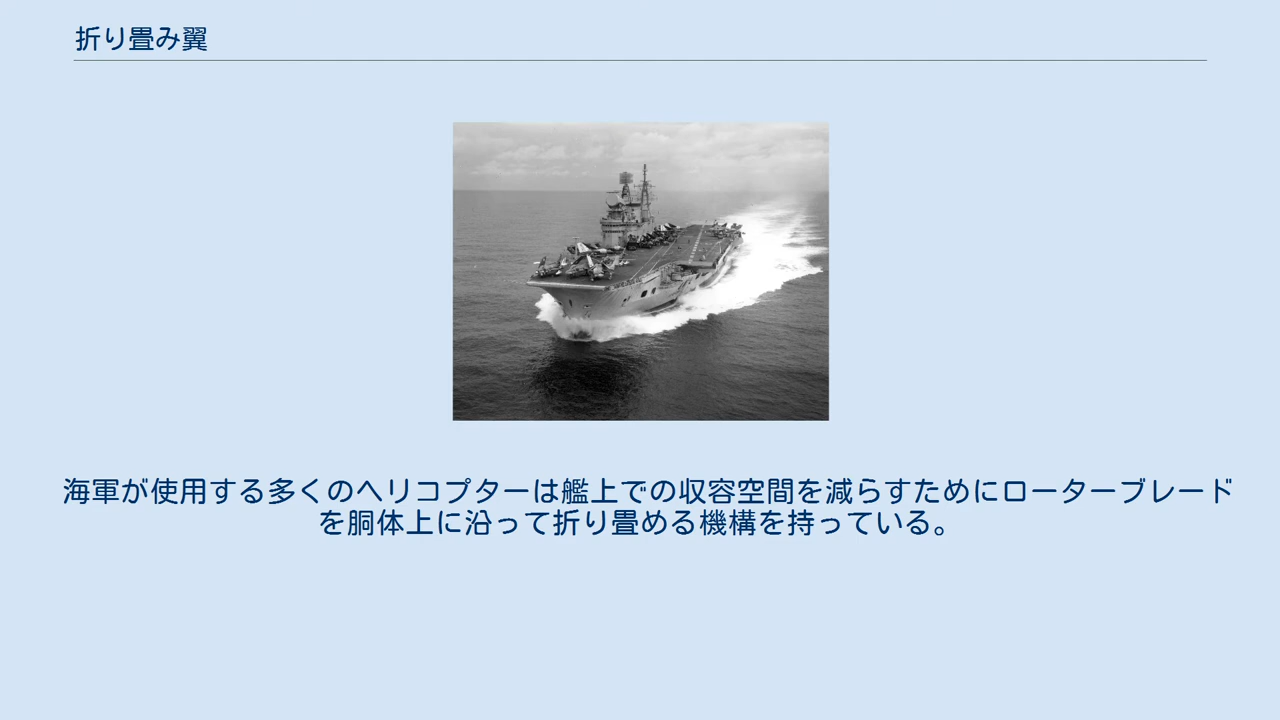 折り畳み翼
海軍が使用する多くのヘリコプターは艦上での収容空間を減らすためにローターブレード
を胴体上に沿って折り畳める機構を持っている。